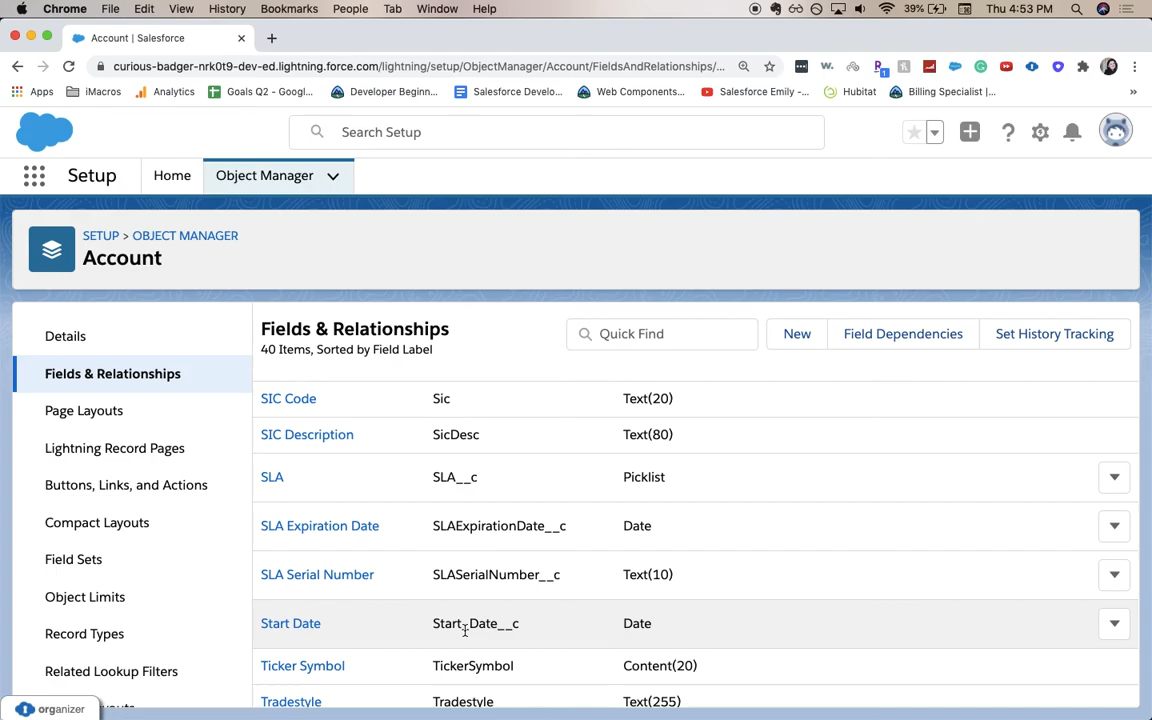 Chrome File Edit View History Bookmarks People Tab Window Help 39% Thu 4:53 PM
Account | Salesforce
curious-badger-nrk0t9-dev-ed.lightning.force.com/lightning/setup/ObjectManager/Account/FieldsAndRelationships/...
Apps iMacros Analytics Goals Q2 - Googl... Developer Beginn... Salesforce Develo... Web Components... Salesforce Emily -... Hubitat Billing Specialist |... »
Search Setup
Setup Home Object Manager
SETUP > OBJECT MANAGER
Account
Details
Fields & Relationships
Page Layouts
Lightning Record Pages
Buttons, Links, and Actions
Compact Layouts
Field Sets
Object Limits
Record Types
Related Lookup Filters
organizer
Fields & Relationships
40 Items, Sorted by Field Label
Quick Find New Field Dependencies Set History Tracking
SIC Code Sic Text(20)
SIC Description SicDesc Text(80)
SLA SLA__c Picklist
SLA Expiration Date SLAExpirationDate__c Date
SLA Serial Number SLASerialNumber__c Text(10)
Start Date Start_Date__c Date
Ticker Symbol TickerSymbol Content(20)
Tradestyle Tradestyle Text(255)